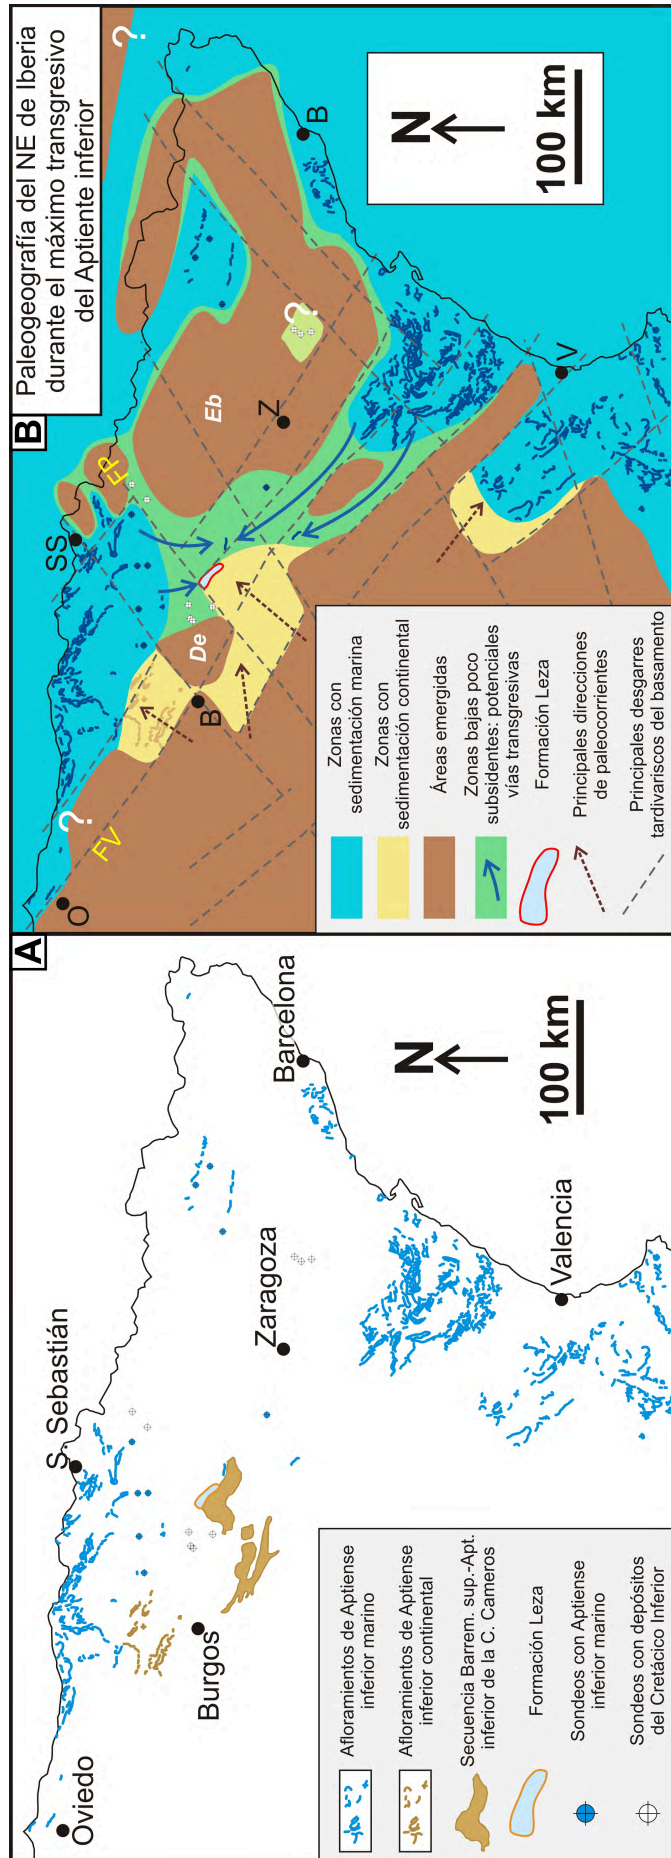 A
Oviedo
S. Sebastián
Burgos
Zaragoza
Barcelona
Valencia
N
100 km
Afloramientos de Aptiense
inferior marino
Afloramientos de Aptiense
inferior continental
Secuencia Barrem. sup.-Apt.
inferior de la C. Cameros
Formación Leza
Sondeos con Aptiense
inferior marino
Sondeos con depósitos
del Cretácico Inferior
B
Paleogeografía del NE de Iberia
durante el máximo transgresivo
del Aptiente inferior
?
O
?
FV
SS
FP
B
De
Eb
Z
?
B
V
N
100 km
Zonas con
sedimentación marina
Zonas con
sedimentación continental
Áreas emergidas
Zonas bajas poco
subsidentes: potenciales
vías transgresivas
Formación Leza
Principales direcciones
de paleocorrientes
Principales desgarres
tardivariscos del basamento